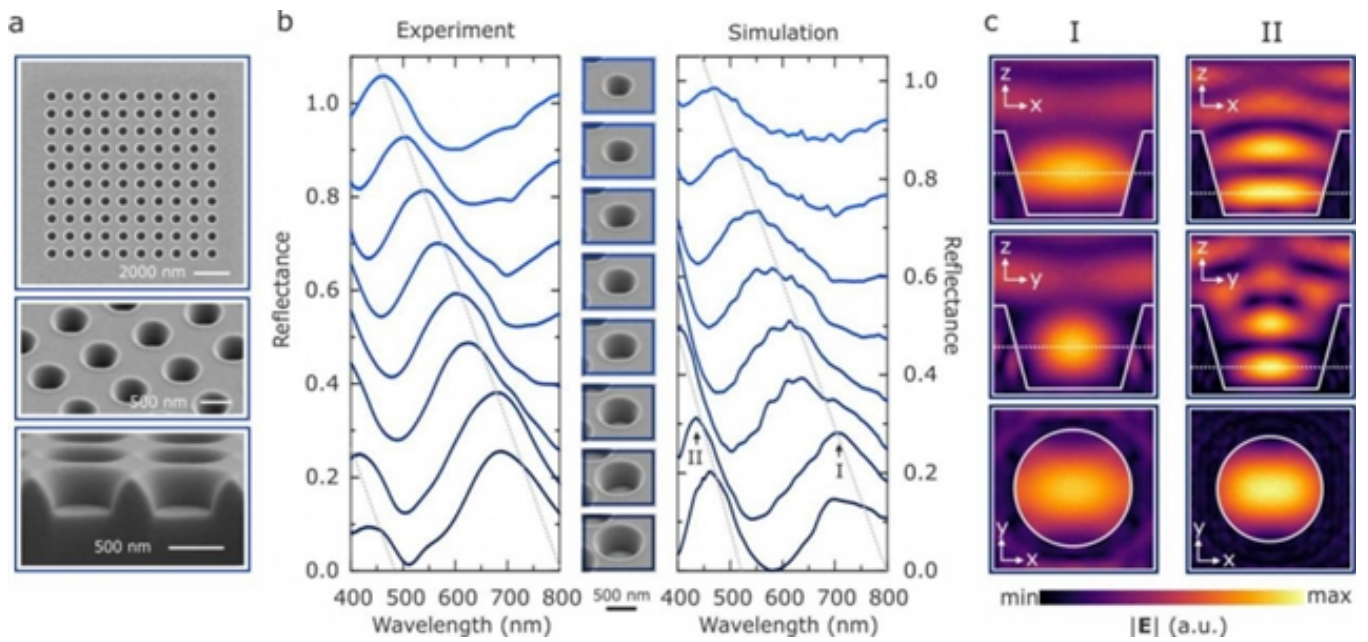 a
2000 nm
500 nm
500 nm
b
Experiment
Simulation
Reflectance
1.0
0.8
0.6
0.4
0.2
0.0
400 500 600 700 800
Wavelength (nm)
500 nm
II
I
400 500 600 700 800
Wavelength (nm)
1.0
0.8
0.6
0.4
0.2
0.0
Reflectance
c
I
II
z
x
z
x
z
y
z
y
y
x
y
x
min
max
|E| (a.u.)